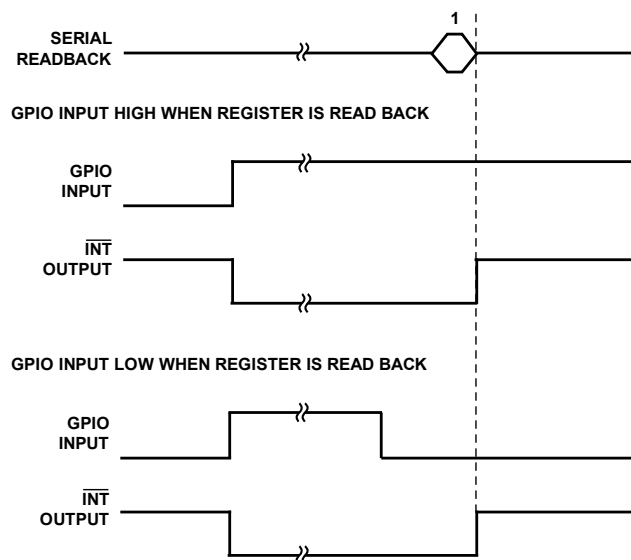 1
SERIAL
READBACK
GPIO INPUT HIGH WHEN REGISTER IS READ BACK
GPIO
INPUT
INT
OUTPUT
GPIO INPUT LOW WHEN REGISTER IS READ BACK
GPIO
INPUT
INT
OUTPUT